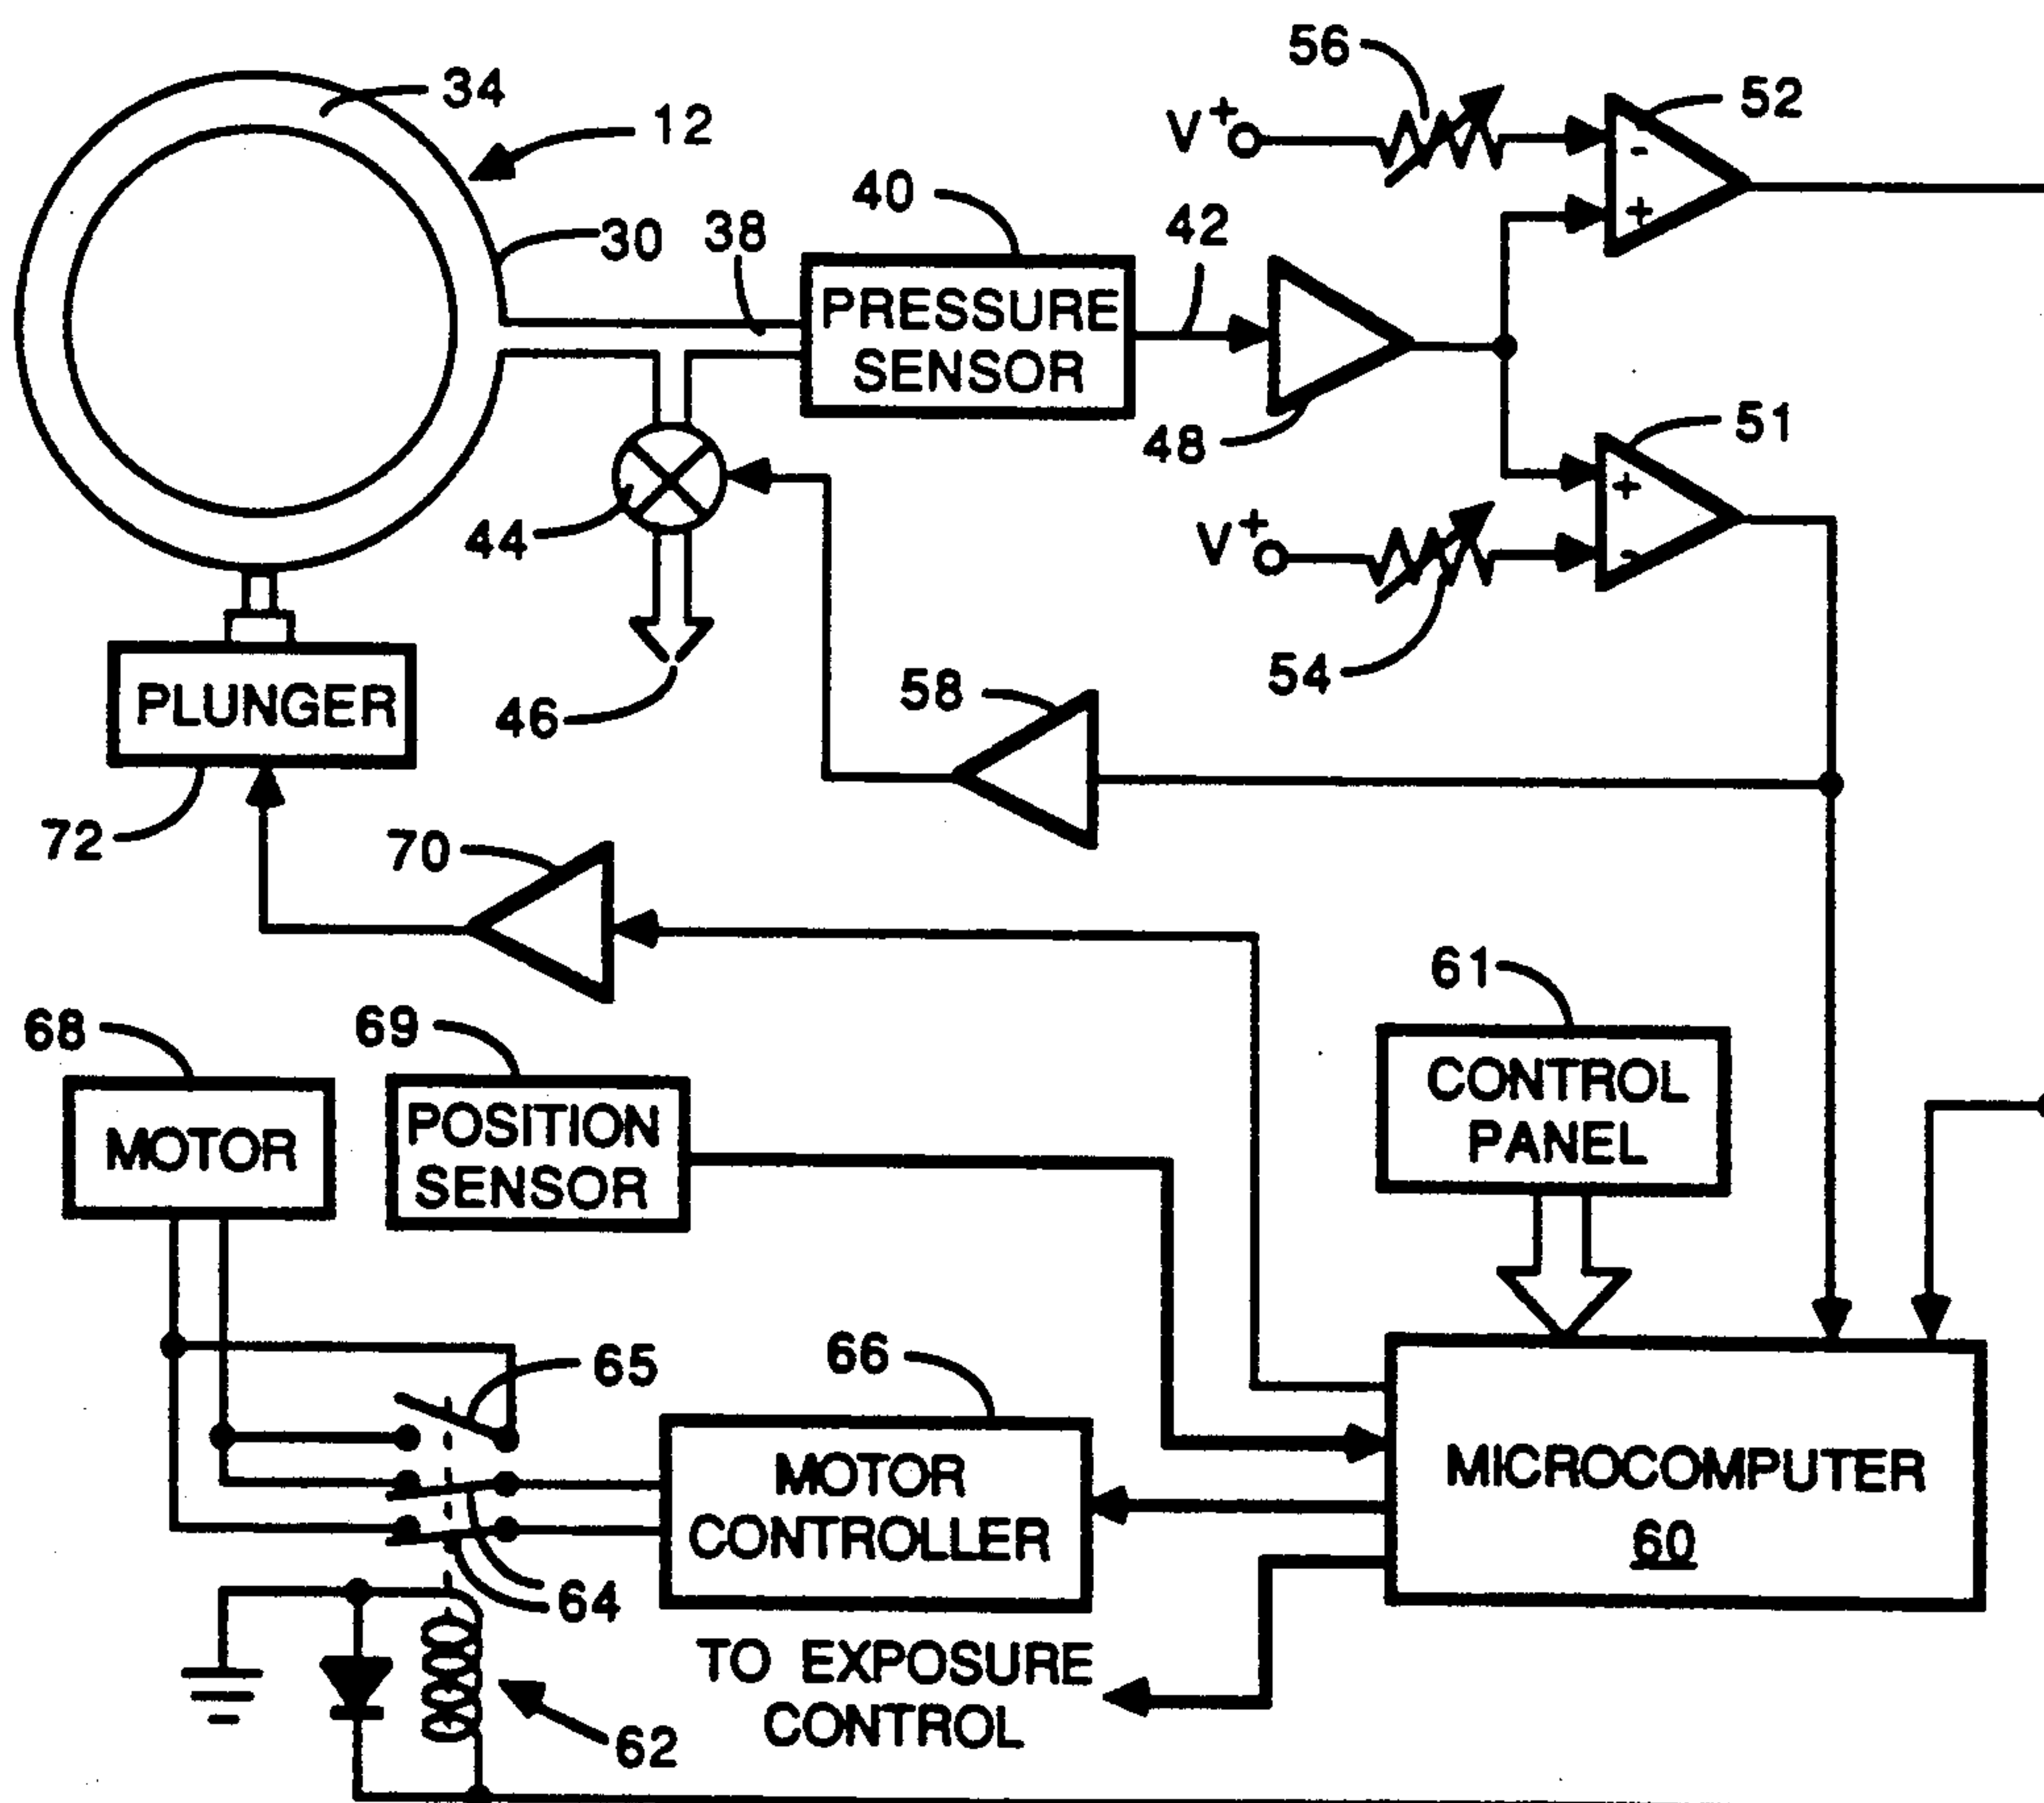 56
34
52
12
V+
-
+
40
42
30
38
PRESSURE
SENSOR
51
+
48
44
V+
-
54
58
46
PLUNGER
72
70
61
68
69
CONTROL
PANEL
MOTOR
POSITION
SENSOR
65
66
MOTOR
CONTROLLER
MICROCOMPUTER
60
64
TO EXPOSURE
CONTROL
62